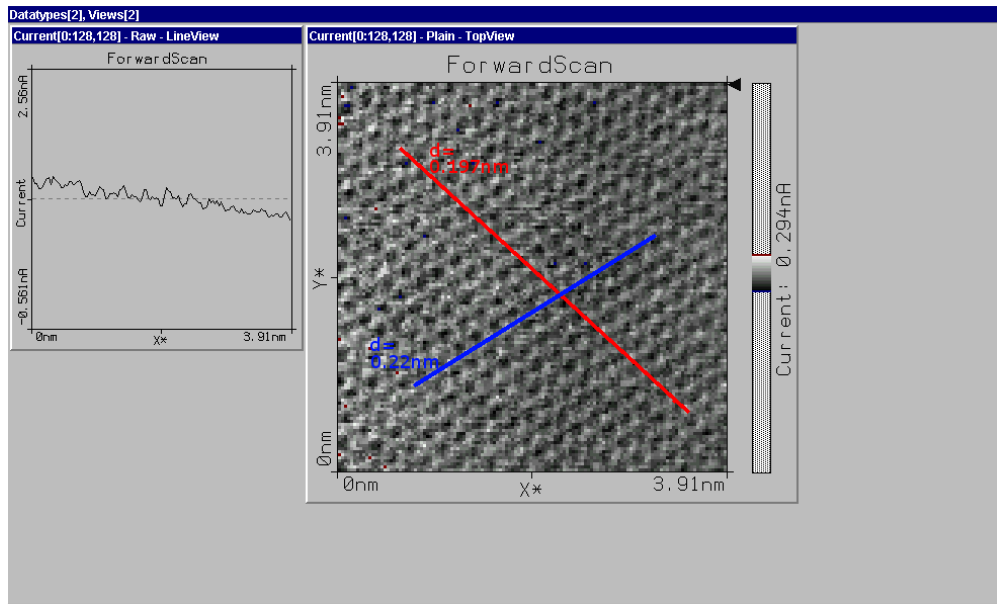 Datatypes[2], Views[2]
Current[0:128,128] - Raw - LineView
ForwardScan
2.56nA
Current
-0.561nA
0nm
X*
3.91nm
Current[0:128,128] - Plain - TopView
ForwardScan
3.91nm
Y*
0nm
d=
0.197nm
d=
0.22nm
0nm
X*
3.91nm
Current: 0.294nA